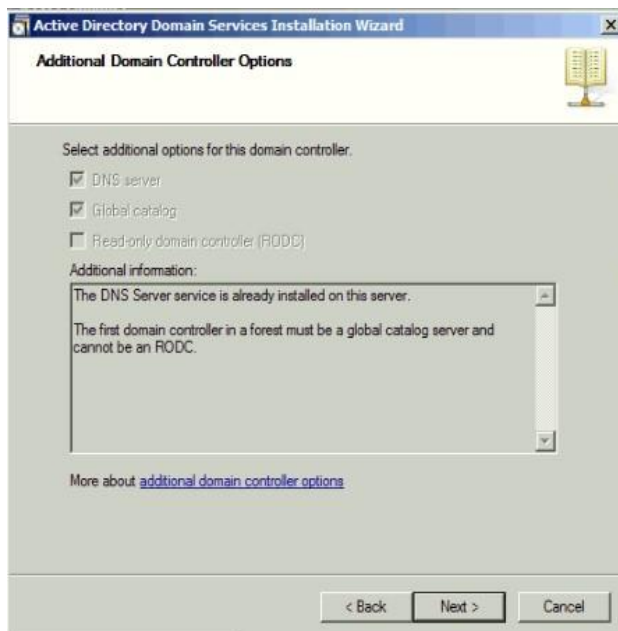 Active Directory Domain Services Installation Wizard
Additional Domain Controller Options
Select additional options for this domain controller.
DNS server
Global catalog
Read-only domain controller (RODC)
Additional information:
The DNS Server service is already installed on this server.
The first domain controller in a forest must be a global catalog server and
cannot be an RODC.
More about additional domain controller options
< Back Next > Cancel